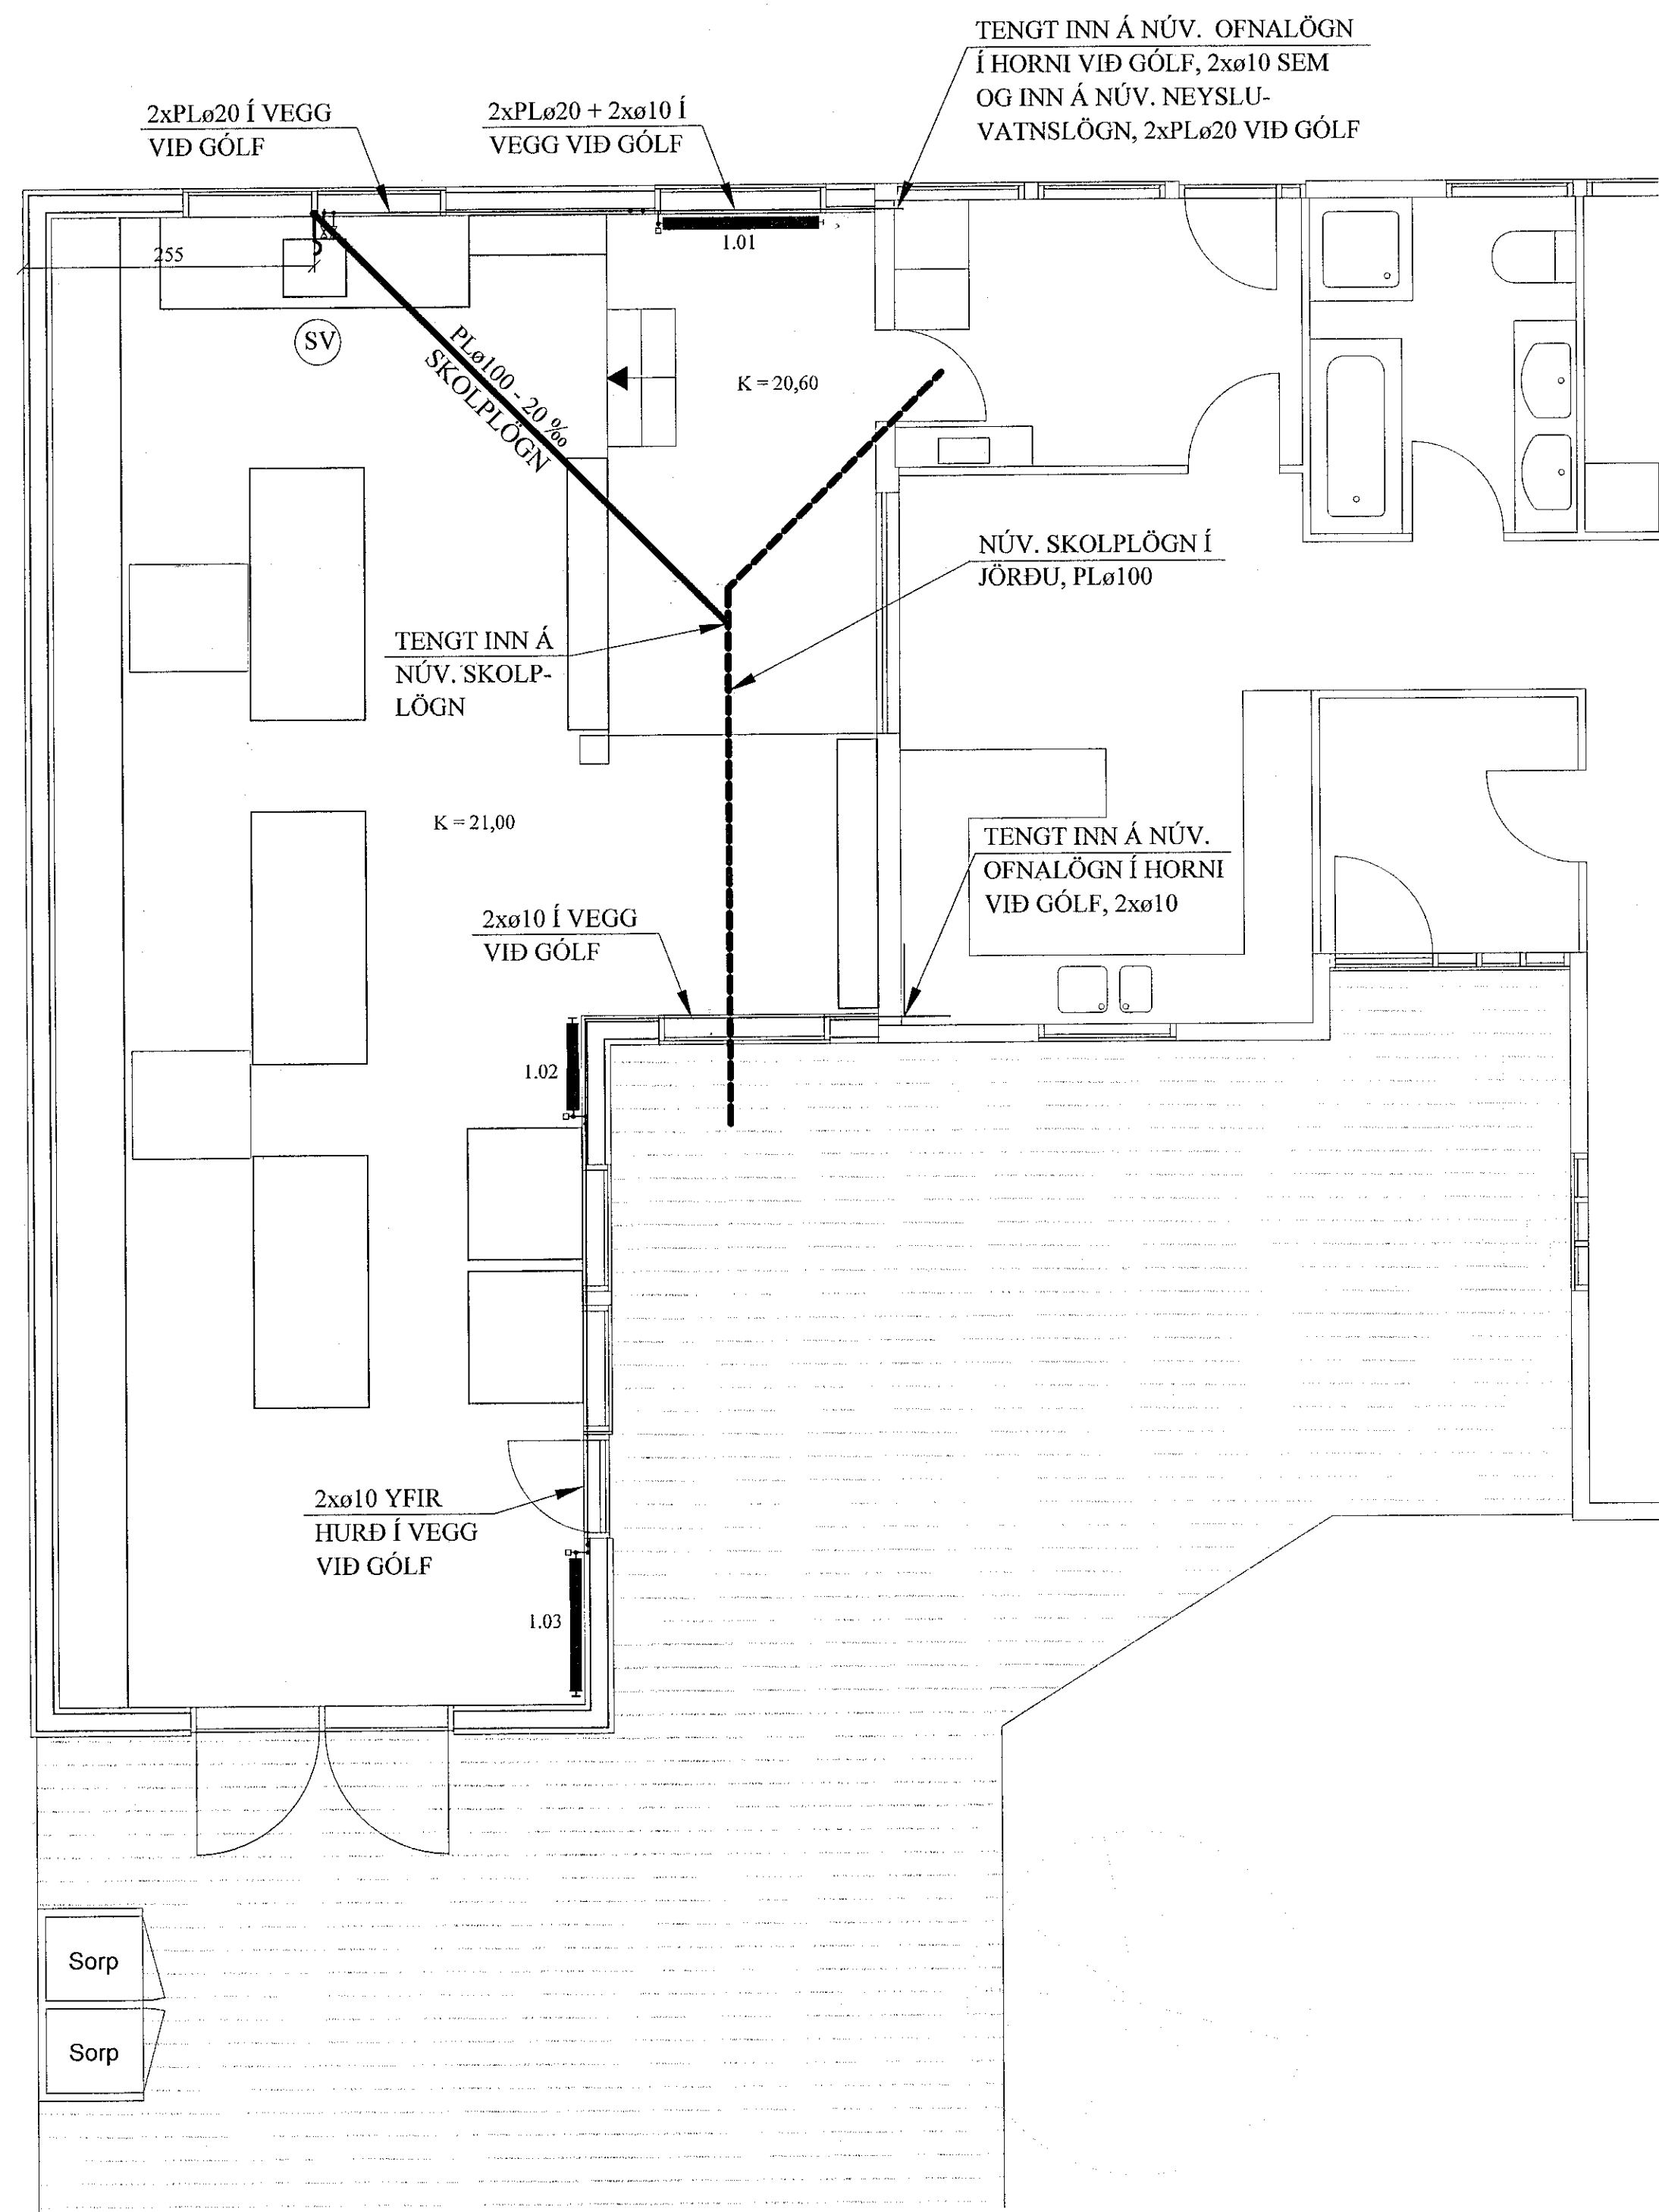 TENGT INN Á NÚV. OFNALÖGN
Í HORNI VIÐ GÓLF, 2xø10 SEM
OG INN Á NÚV. NEYSLU-
VATNSLÖGN, 2xPLø20 VIÐ GÓLF
2xPLø20 Í VEGG
VIÐ GÓLF
2xPLø20 + 2xø10 Í
VEGG VIÐ GÓLF
1.01
255
SV
PLø100 - 20 ‰
SKOLPLÖGN
K = 20,60
NÚV. SKOLPLÖGN Í
JÖRÐU, PLø100
TENGT INN Á
NÚV. SKOLP-
LÖGN
K = 21,00
TENGT INN Á NÚV.
OFNALÖGN Í HORNI
VIÐ GÓLF, 2xø10
2xø10 Í VEGG
VIÐ GÓLF
1.02
2xø10 YFIR
HURÐ Í VEGG
VIÐ GÓLF
1.03
Sorp
Sorp